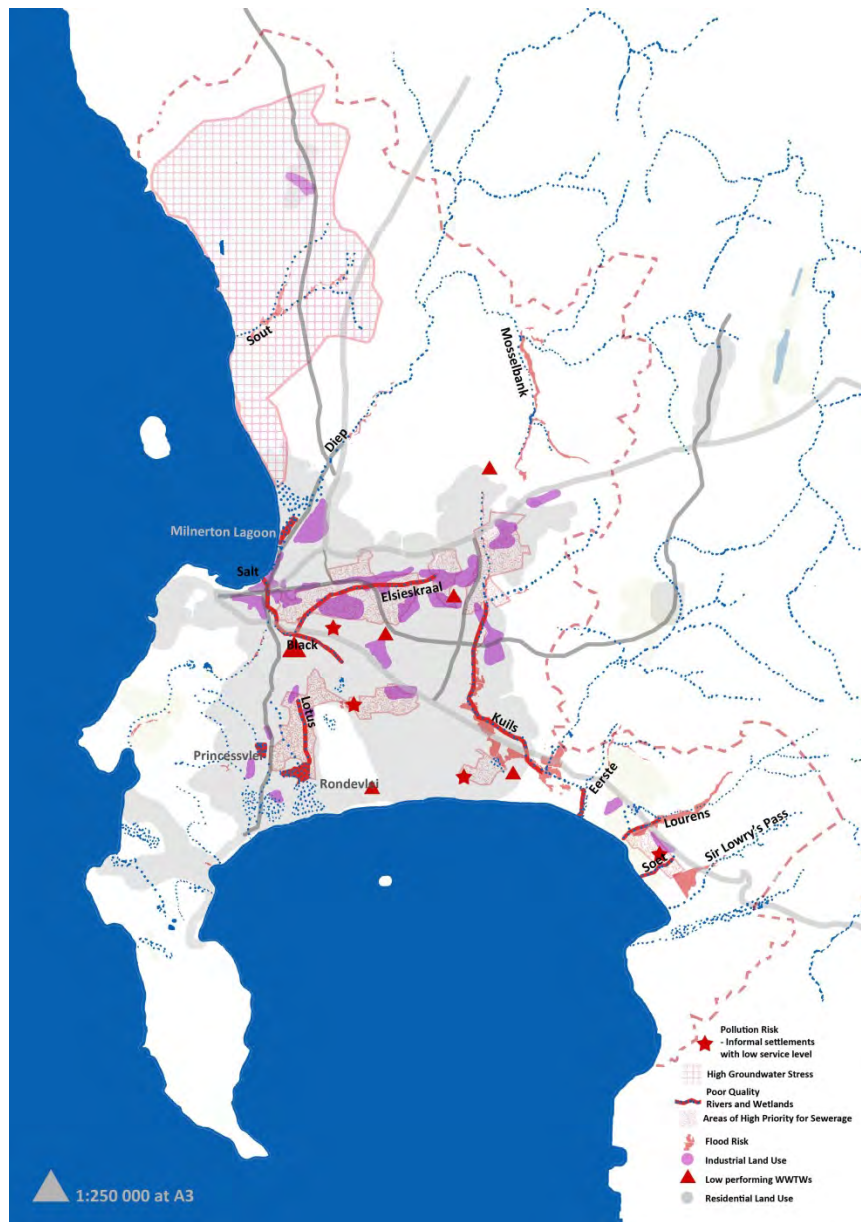 Sout
Mosselbank
Diep
Milnerton Lagoon
Salt
Elsieskraal
Black
Lotus
Kuils
Princessvlei
Rondevlei
Eerste
Lourens
Sir Lowry's Pass
Soet
Pollution Risk
- Informal settlements
with low service level
High Groundwater Stress
Poor Quality
Rivers and Wetlands
Areas of High Priority for Sewerage
Flood Risk
Industrial Land Use
Low performing WWTWs
Residential Land Use
1:250 000 at A3